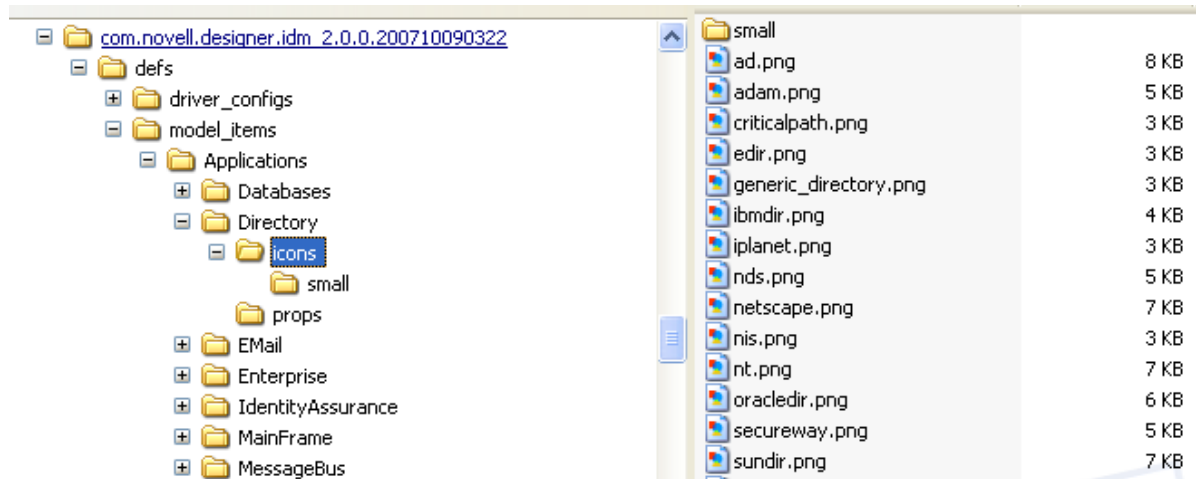 com.novell.designer.idm_2.0.0.200710090322
defs
driver_configs
model_items
Applications
Databases
Directory
icons
small
props
EMail
Enterprise
IdentityAssurance
MainFrame
MessageBus
small
ad.png 8 KB
adam.png 5 KB
criticalpath.png 3 KB
edir.png 3 KB
generic_directory.png 3 KB
ibmdir.png 4 KB
iplanet.png 3 KB
nds.png 5 KB
netscape.png 7 KB
nis.png 3 KB
nt.png 7 KB
oracledir.png 6 KB
secureway.png 5 KB
sundir.png 7 KB